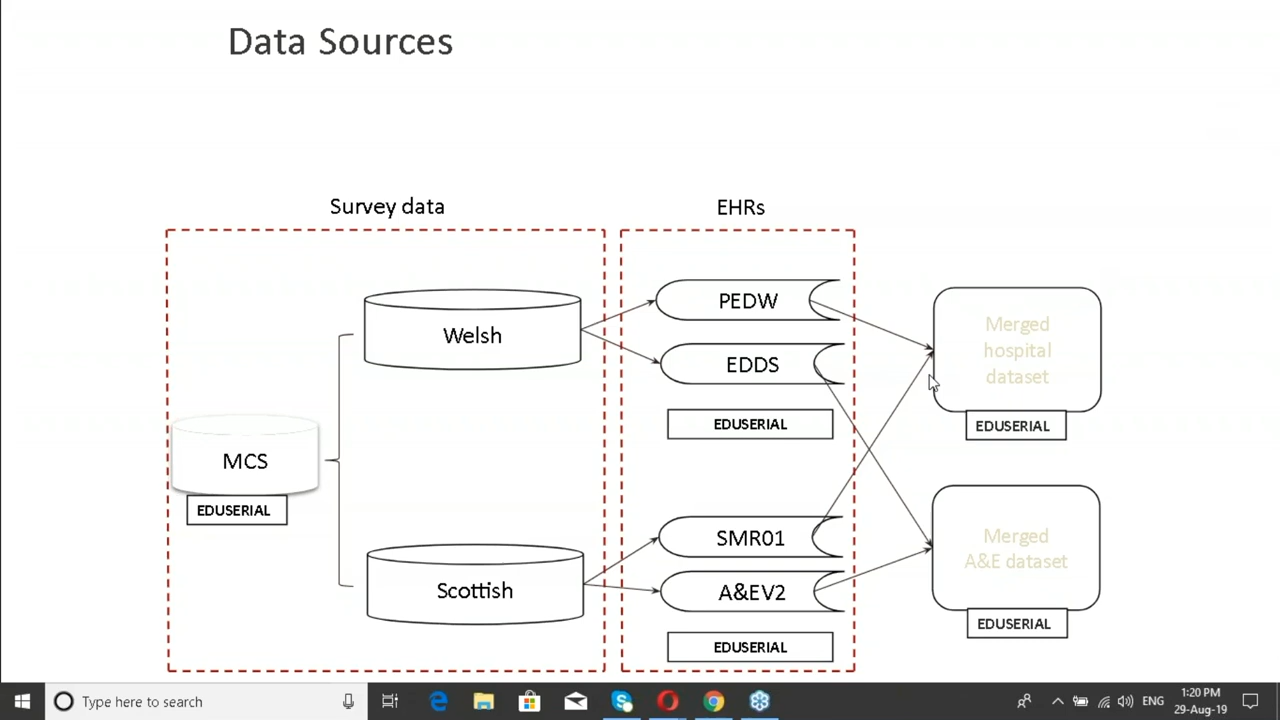 Data Sources
Survey data
EHRs
Welsh
PEDW
EDDS
EDUSERIAL
Merged
hospital
dataset
EDUSERIAL
MCS
EDUSERIAL
Scottish
SMR01
A&EV2
EDUSERIAL
Merged
A&E dataset
EDUSERIAL
Type here to search
ENG
1:20 PM
29-Aug-19